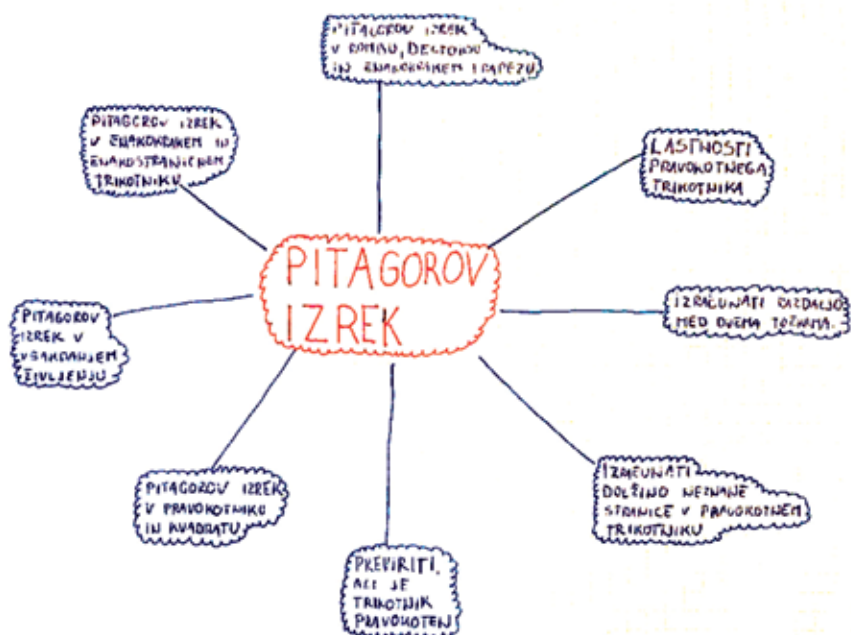 PITAGOROV IZREK
V ROMBU, DELTOIDU
IN ENAKOKRAKEM TRAPEZU
PITAGOROV IZREK
V ENAKOKRAKEM IN
ENAKOSTRANIČNEM
TRIKOTNIKU
LASTNOSTI
PRAVOKOTNEGA
TRIKOTNIKA
PITAGOROV
IZREK
IZRAČUNATI RAZDALJO
MED DVEMA TOČKAMA.
PITAGOROV
IZREK V
VSAKDANJEM
ŽIVLJENJU
IZRAČUNATI
DOLŽINO NEZNANE
STRANICE V PRAVOKOTNEM
TRIKOTNIKU
PITAGOROV IZREK
V PRAVOKOTNIKU
IN KVADRATU
PREVERITI,
ALI JE
TRIKOTNIK
PRAVOKOTEN